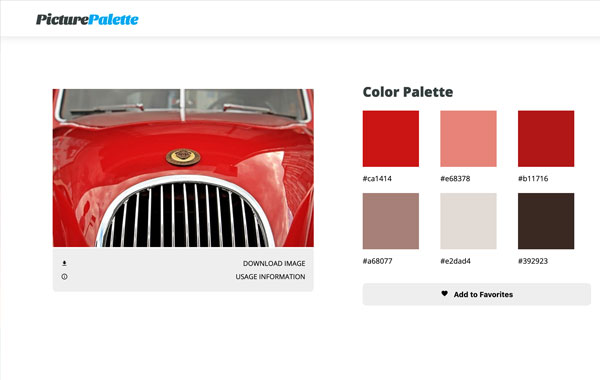 PicturePalette
Color Palette
#ca1414
#e68378
#b11716
#a68077
#e2dad4
#392923
DOWNLOAD IMAGE
USAGE INFORMATION
Add to Favorites